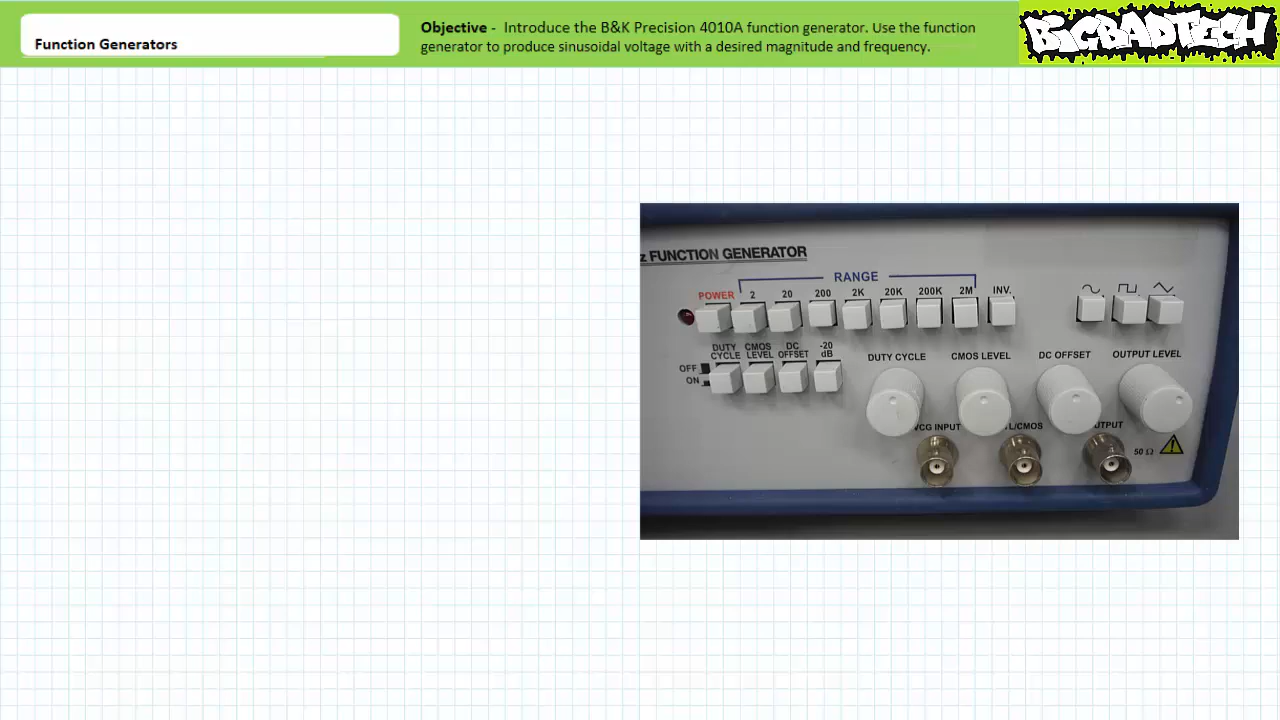 Function Generators
Objective - Introduce the B&K Precision 4010A function generator. Use the function
generator to produce sinusoidal voltage with a desired magnitude and frequency.
BIGBADTECH
z FUNCTION GENERATOR
RANGE
POWER 2 20 200 2K 20K 200K 2M INV.
DUTY CYCLE CMOS LEVEL DC OFFSET -20 dB
OFF
ON
DUTY CYCLE CMOS LEVEL DC OFFSET OUTPUT LEVEL
VCG INPUT L/CMOS UTPUT
50 Ω